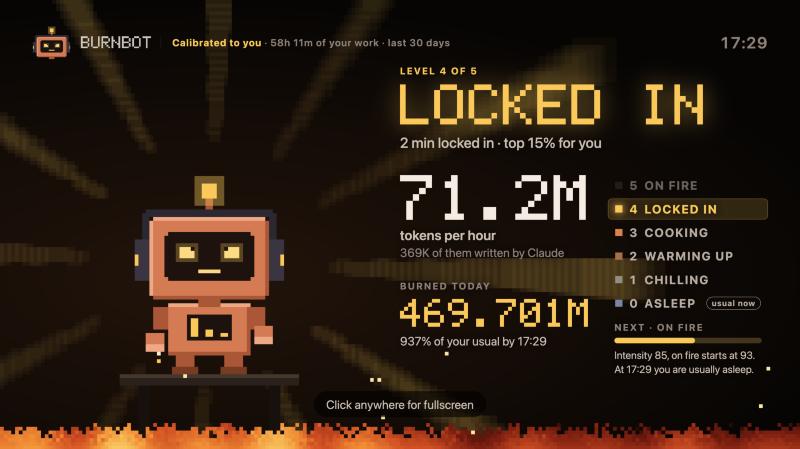 BURNBOT
Calibrated to you · 58h 11m of your work · last 30 days
17:29
LEVEL 4 OF 5
LOCKED IN
2 min locked in · top 15% for you
71.2M
tokens per hour
369K of them written by Claude
BURNED TODAY
469.701M
937% of your usual by 17:29
5 ON FIRE
4 LOCKED IN
3 COOKING
2 WARMING UP
1 CHILLING
0 ASLEEP usual now
NEXT · ON FIRE
Intensity 85, on fire starts at 93.
At 17:29 you are usually asleep.
Click anywhere for fullscreen